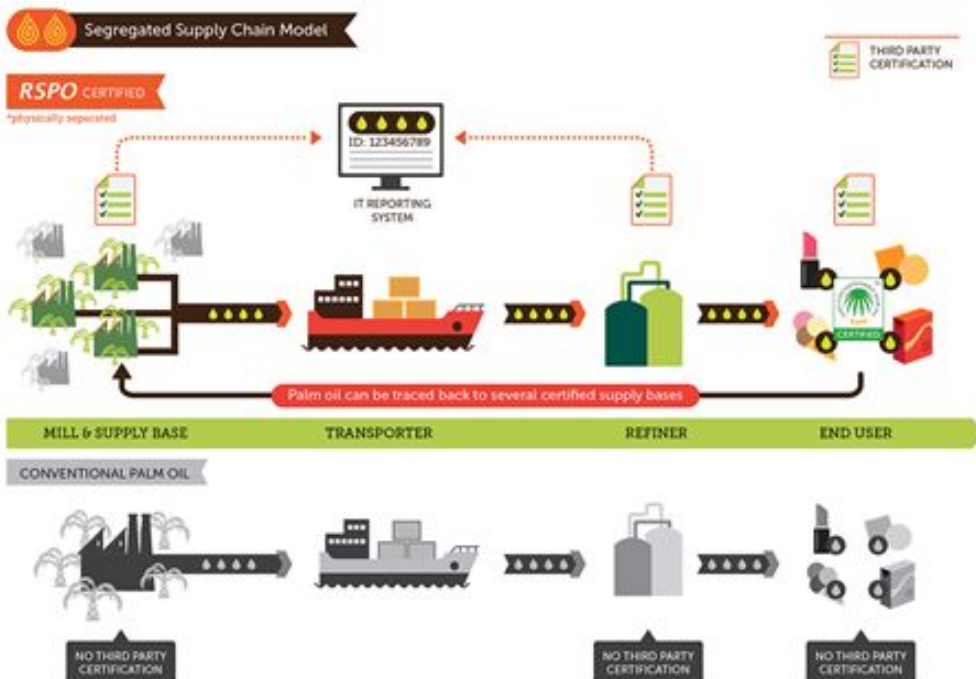 Segregated Supply Chain Model
THIRD PARTY
CERTIFICATION
RSPO CERTIFIED
*physically separated
ID: 123456789
IT REPORTING
SYSTEM
CERTIFIED
Palm oil can be traced back to several certified supply bases
MILL & SUPPLY BASE
TRANSPORTER
REFINER
END USER
CONVENTIONAL PALM OIL
NO THIRD PARTY
CERTIFICATION
NO THIRD PARTY
CERTIFICATION
NO THIRD PARTY
CERTIFICATION